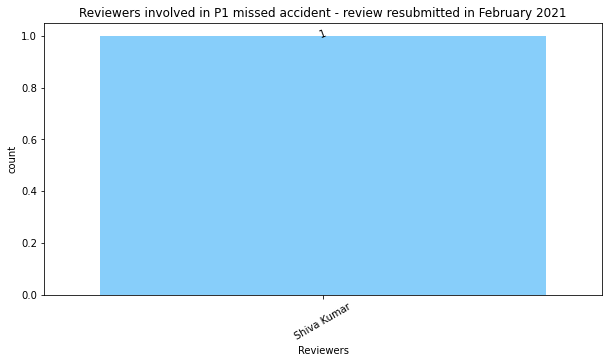 Reviewers involved in P1 missed accident - review resubmitted in February 2021
1
1.0
0.8
0.6
0.4
0.2
0.0
count
Shiva Kumar
Reviewers